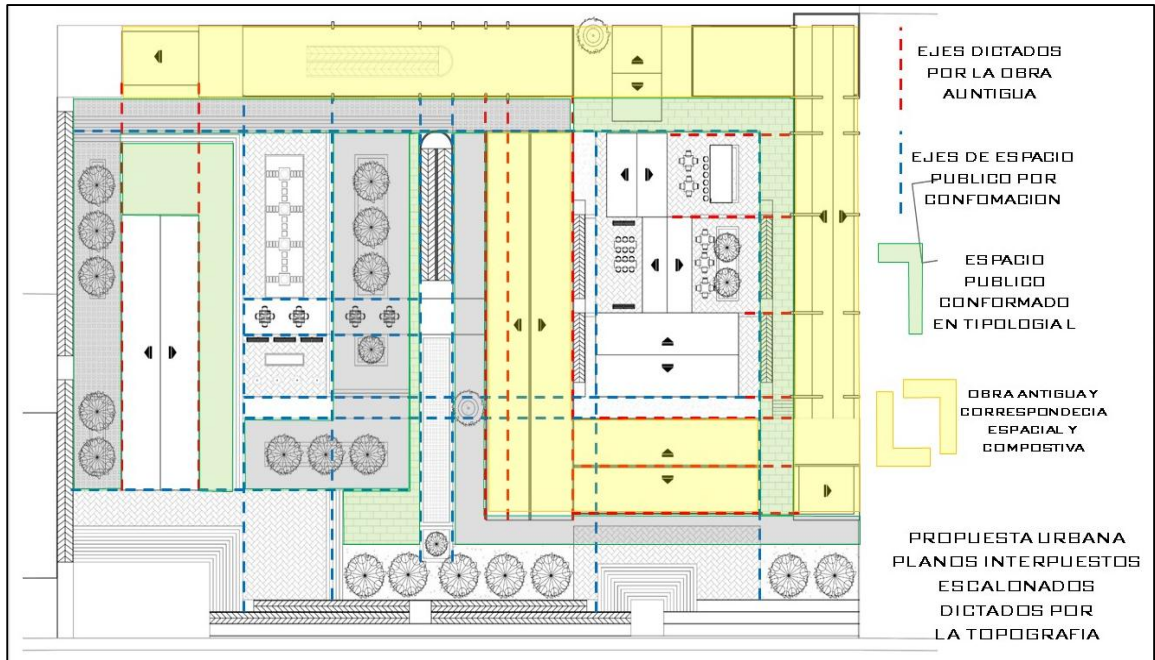 EJES DICTADOS
POR LA OBRA
AUNTIGUA
EJES DE ESPACIO
PUBLICO POR
CONFOMACION
ESPACIO
PUBLICO
CONFORMADO
EN TIPOLOGIA L
OBRA ANTIGUA Y
CORRESPONDECIA
ESPACIAL Y
COMPOSTIVA
PROPUESTA URBANA
PLANOS INTERPUESTOS
ESCALONADOS
DICTADOS POR
LA TOPOGRAFIA